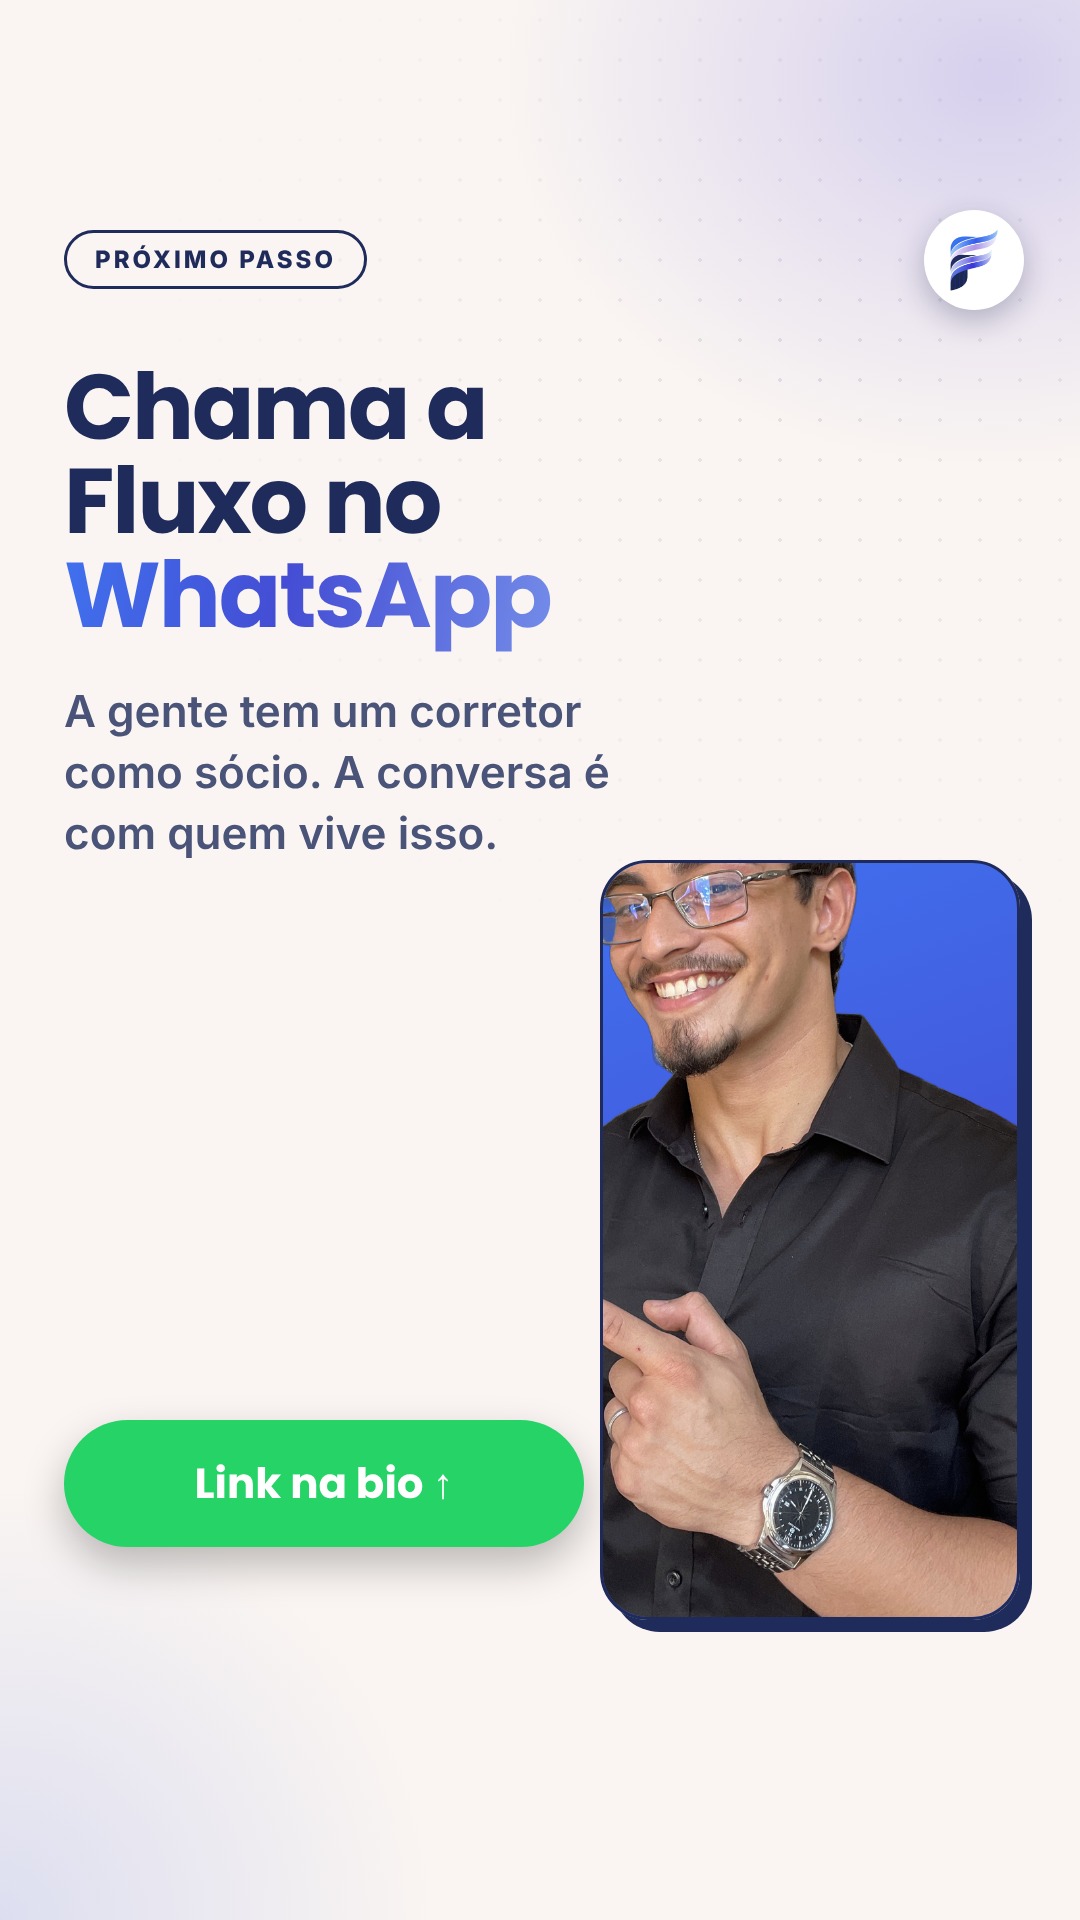 PRÓXIMO PASSO
Chama a
Fluxo no
WhatsApp
A gente tem um corretor
como sócio. A conversa é
com quem vive isso.
Link na bio ↑